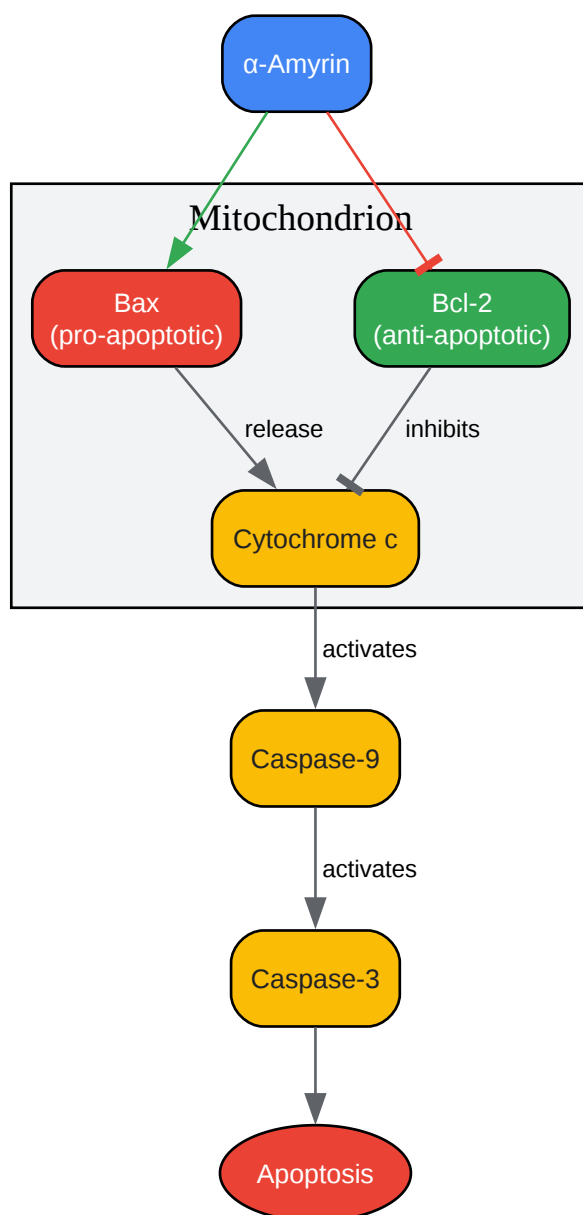 α-Amyrin
Mitochondrion
Bax
(pro-apoptotic)
Bcl-2
(anti-apoptotic)
release
inhibits
Cytochrome c
activates
Caspase-9
activates
Caspase-3
Apoptosis